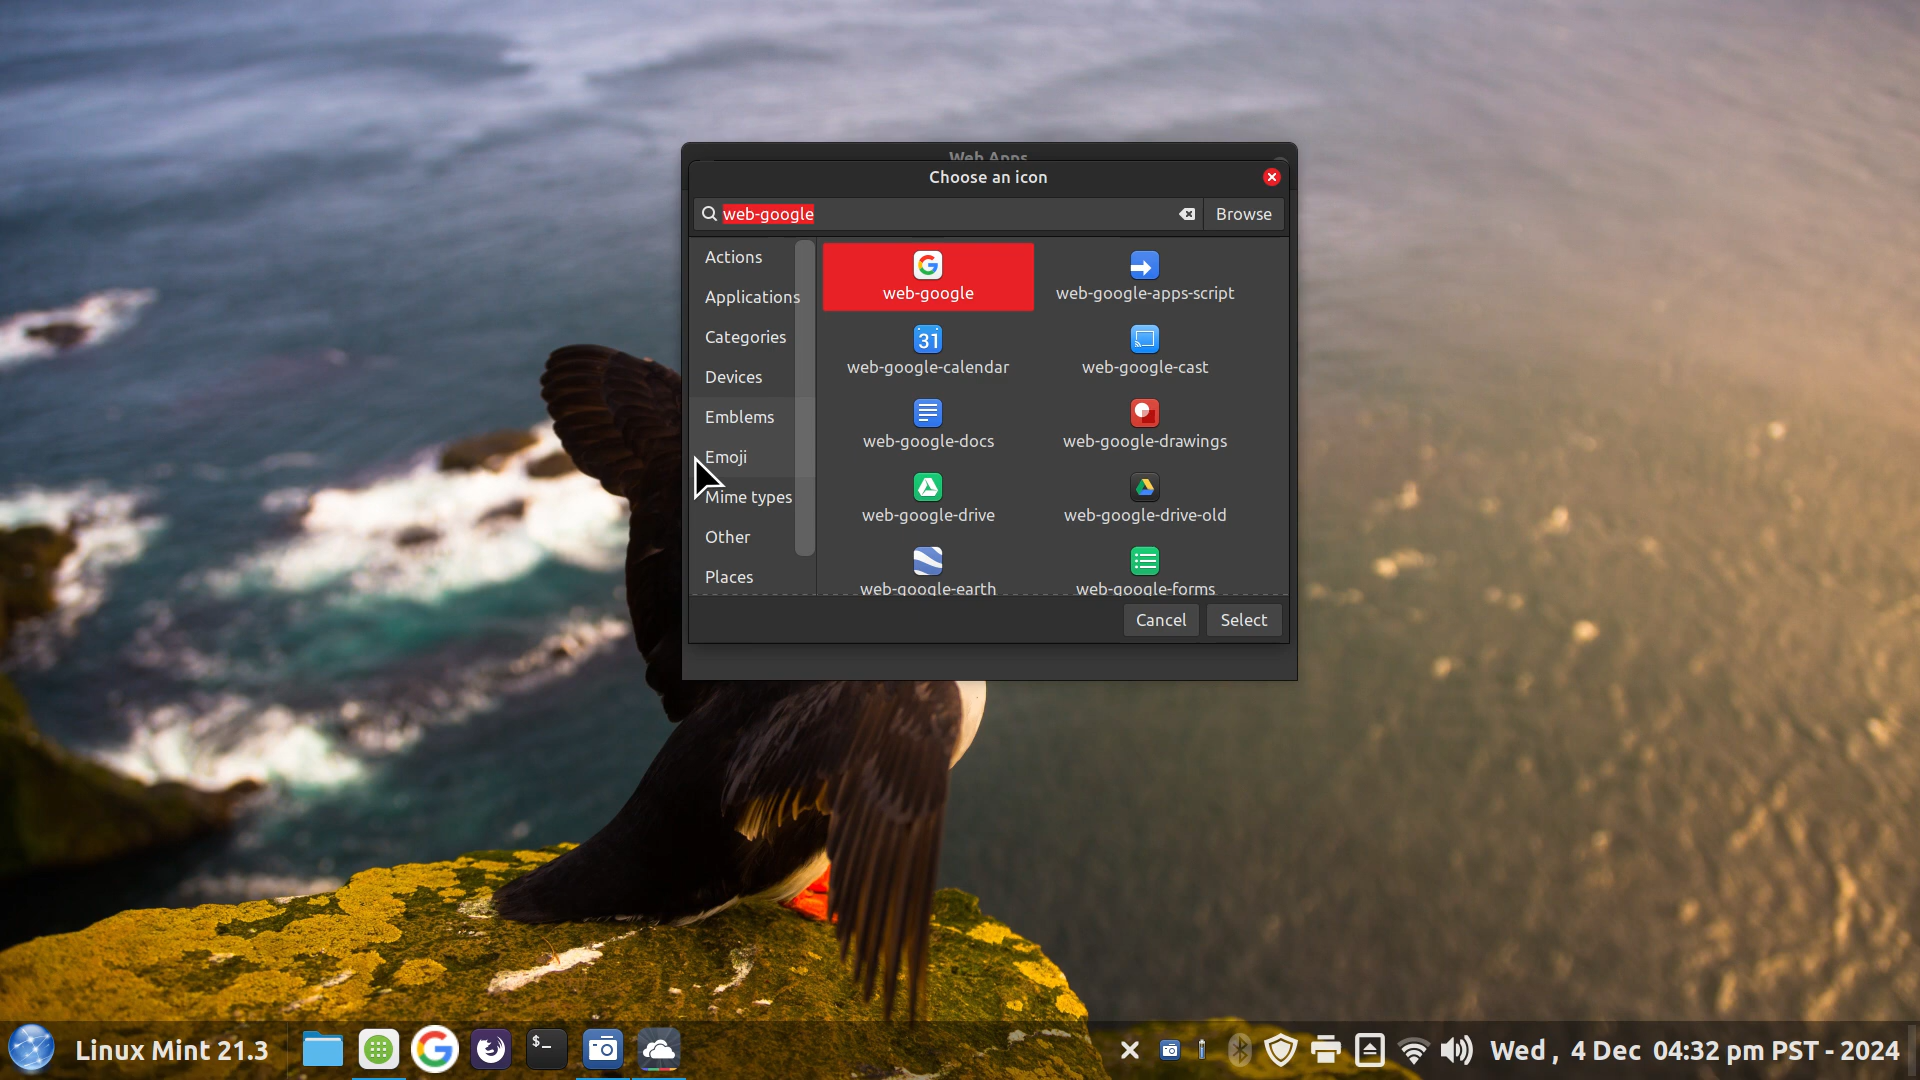 Web Apps
Choose an icon
web-google
Browse
Actions
Applications
Categories
Devices
Emblems
Emoji
Mime types
Other
Places
web-google
web-google-apps-script
31
web-google-calendar
web-google-cast
web-google-docs
web-google-drawings
web-google-drive
web-google-drive-old
web-google-earth
web-google-forms
Cancel
Select
Linux Mint 21.3
$_
Wed , 4 Dec 04:32 pm PST - 2024